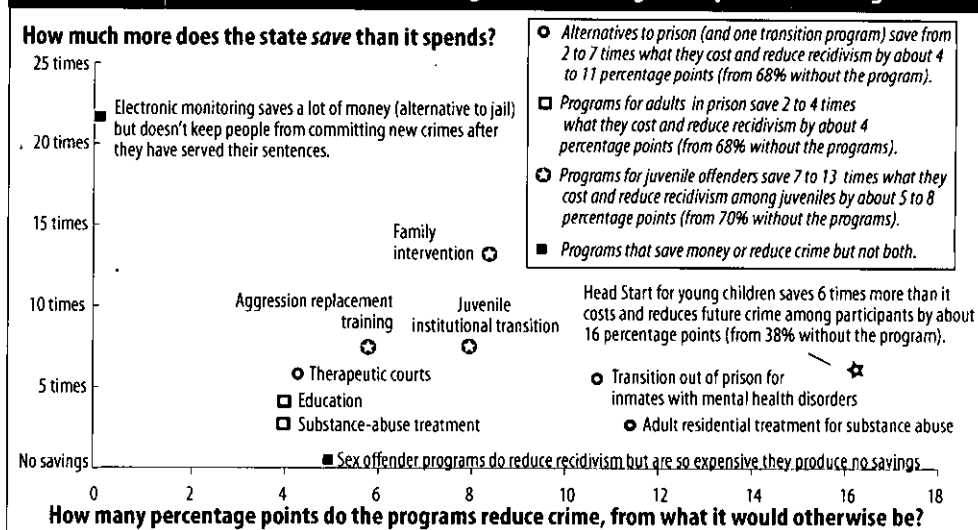 How much more does the state save than it spends?
25 times
20 times
15 times
10 times
5 times
No savings
Electronic monitoring saves a lot of money (alternative to jail)
but doesn't keep people from committing new crimes after
they have served their sentences.
Alternatives to prison (and one transition program) save from
2 to 7 times what they cost and reduce recidivism by about 4
to 11 percentage points (from 68% without the program).
Programs for adults in prison save 2 to 4 times
what they cost and reduce recidivism by about 4
percentage points (from 68% without the programs).
Programs for juvenile offenders save 7 to 13 times what they
cost and reduce recidivism among juveniles by about 5 to 8
percentage points (from 70% without the programs).
Programs that save money or reduce crime but not both.
Family
intervention
Aggression replacement
training
Juvenile
institutional transition
Head Start for young children saves 6 times more than it
costs and reduces future crime among participants by about
16 percentage points (from 38% without the program).
Therapeutic courts
Education
Substance-abuse treatment
Transition out of prison for
inmates with mental health disorders
Adult residential treatment for substance abuse
Sex offender programs do reduce recidivism but are so expensive they produce no savings
0 2 4 6 8 10 12 14 16 18
How many percentage points do the programs reduce crime, from what it would otherwise be?